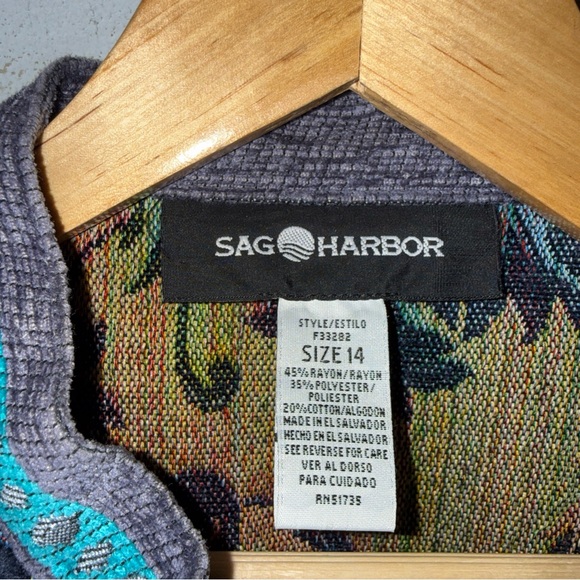 SAG HARBOR
STYLE/ESTILO
F33282
SIZE 14
45%RAYON/RAYON
35%POLYESTER/
POLIESTER
20%COTTON/ALGODON
MADE IN EL SALVADOR
HECHO EN EL SALVADOR
SEE REVERSE FOR CARE
VER AL DORSO
PARA CUIDADO
RN51735